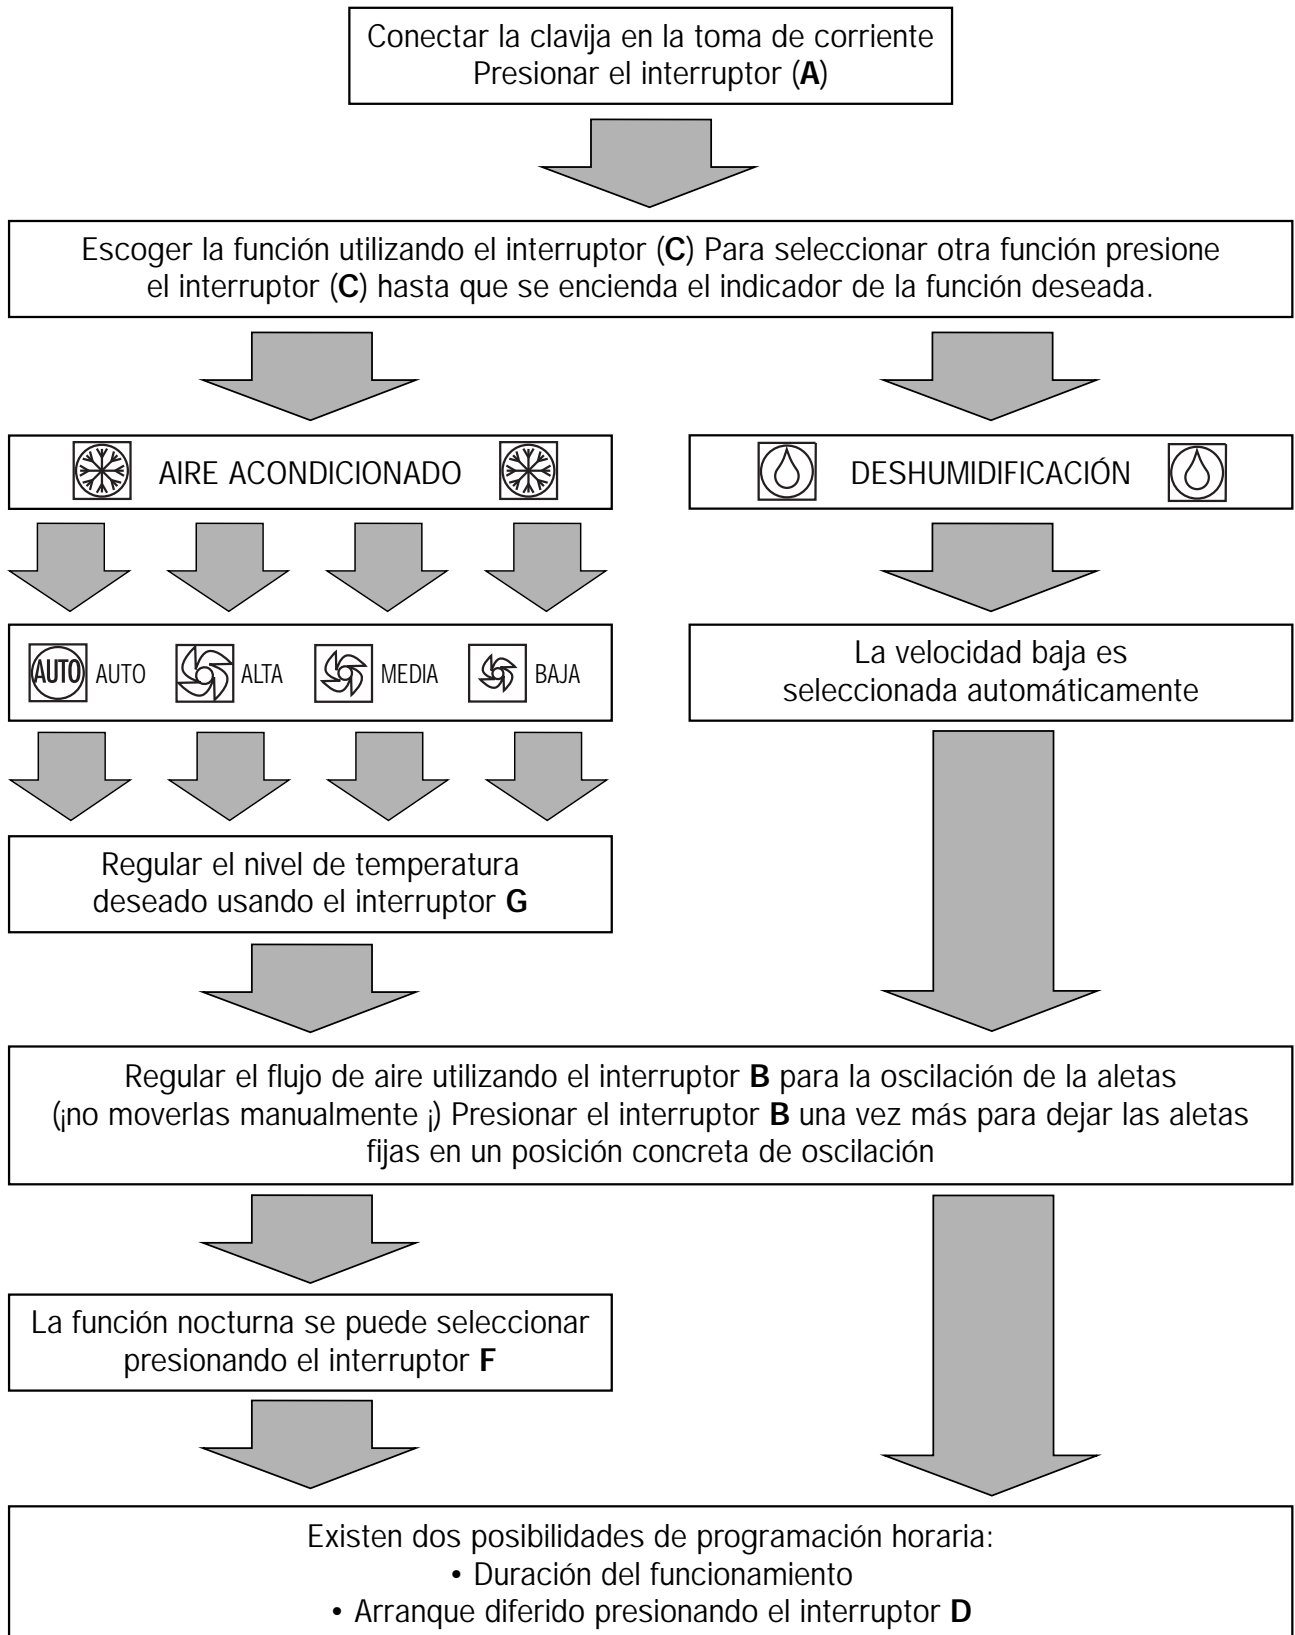 Conectar la clavija en la toma de corriente
Presionar el interruptor (A)
Escoger la función utilizando el interruptor (C) Para seleccionar otra función presione
el interruptor (C) hasta que se encienda el indicador de la función deseada.
AIRE ACONDICIONADO
DESHUMIDIFICACIÓN
AUTO AUTO ALTA MEDIA BAJA
La velocidad baja es
seleccionada automáticamente
Regular el nivel de temperatura
deseado usando el interruptor G
Regular el flujo de aire utilizando el interruptor B para la oscilación de la aletas
(¡no moverlas manualmente ¡) Presionar el interruptor B una vez más para dejar las aletas
fijas en un posición concreta de oscilación
La función nocturna se puede seleccionar
presionando el interruptor F
Existen dos posibilidades de programación horaria:
• Duración del funcionamiento
• Arranque diferido presionando el interruptor D